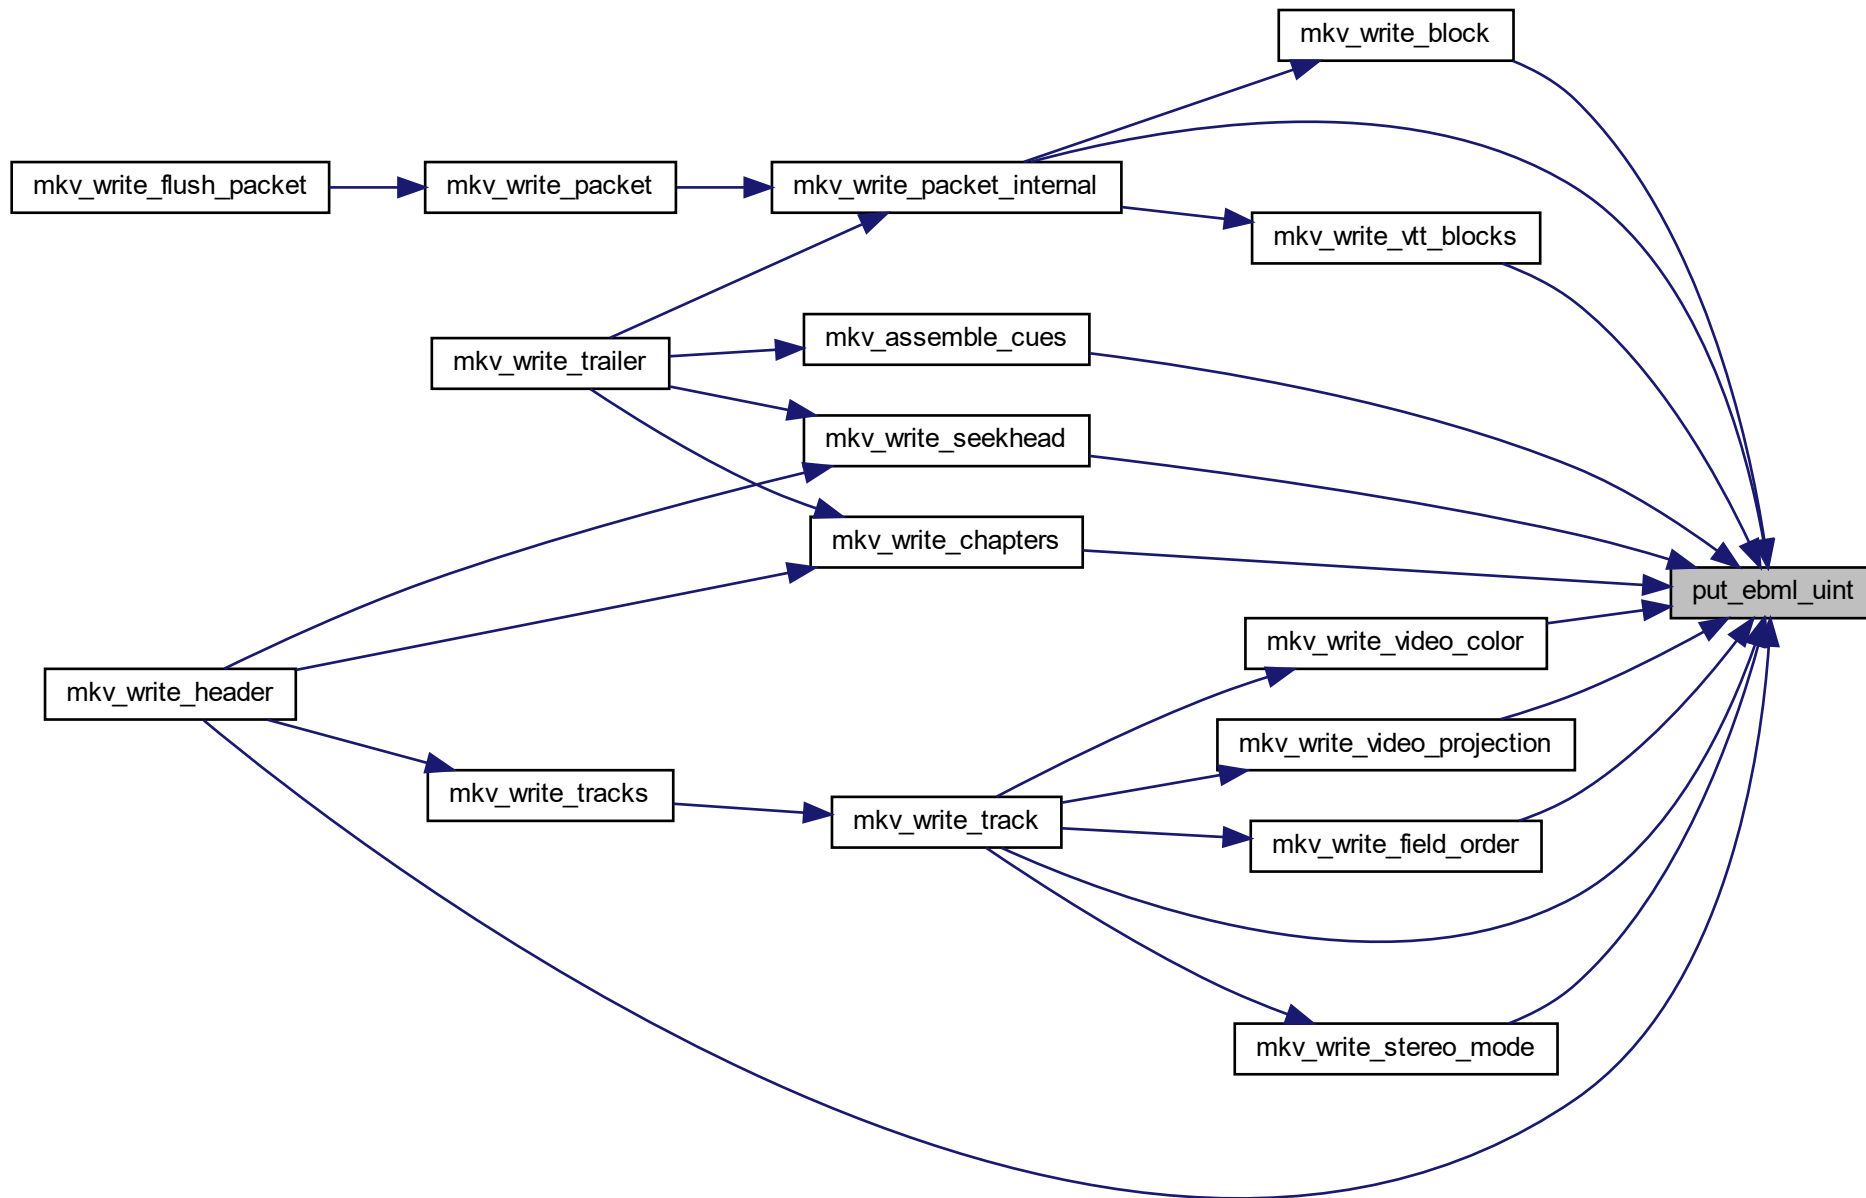 mkv_write_block
mkv_write_flush_packet
mkv_write_packet
mkv_write_packet_internal
mkv_write_vtt_blocks
mkv_assemble_cues
mkv_write_trailer
mkv_write_seekhead
mkv_write_chapters
put_ebml_uint
mkv_write_video_color
mkv_write_header
mkv_write_video_projection
mkv_write_tracks
mkv_write_track
mkv_write_field_order
mkv_write_stereo_mode